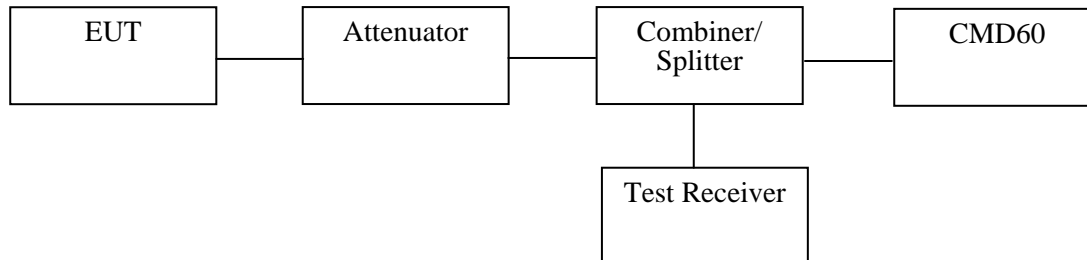 EUT
Attenuator
Combiner/
Splitter
CMD60
Test Receiver